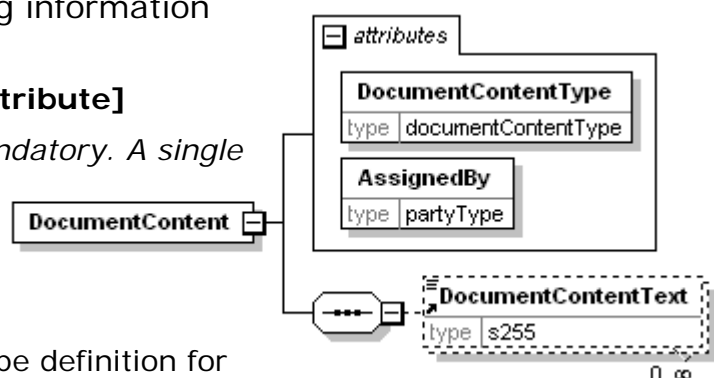 g information
tribute]
ndatory. A single
attributes
DocumentContentType
type documentContentType
AssignedBy
type partyType
DocumentContent
DocumentContentText
type s255
pe definition for
0..∞